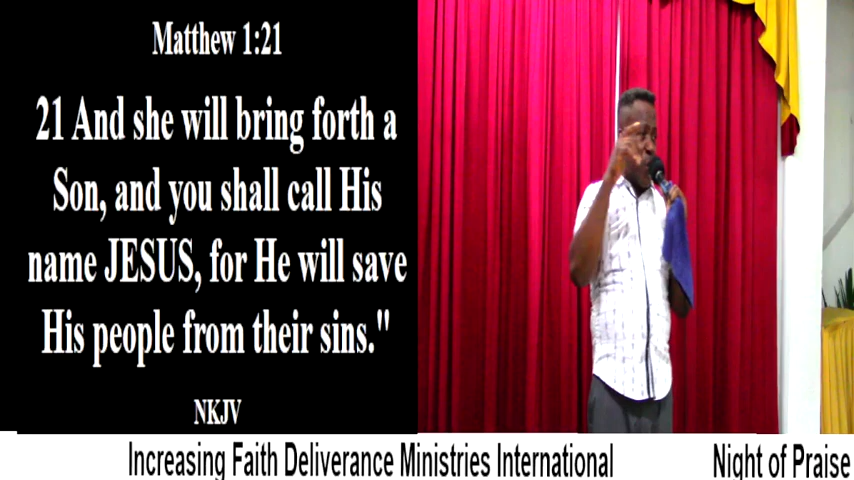 Matthew 1:21
21 And she will bring forth a
Son, and you shall call His
name JESUS, for He will save
His people from their sins."
NKJV
Increasing Faith Deliverance Ministries International
Night of Praise